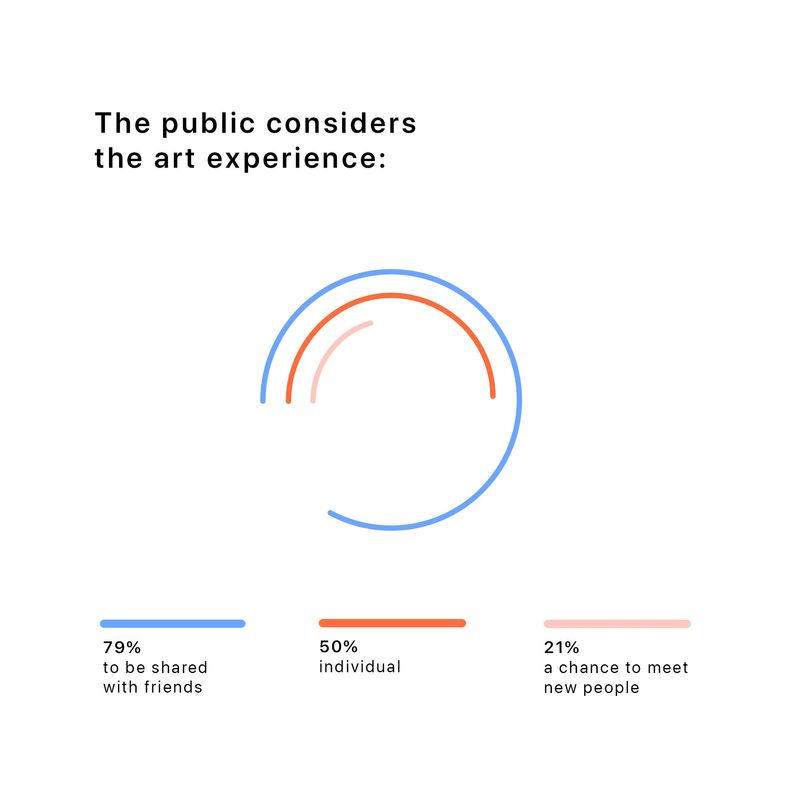 The public considers
the art experience:
79%
to be shared
with friends
50%
individual
21%
a chance to meet
new people